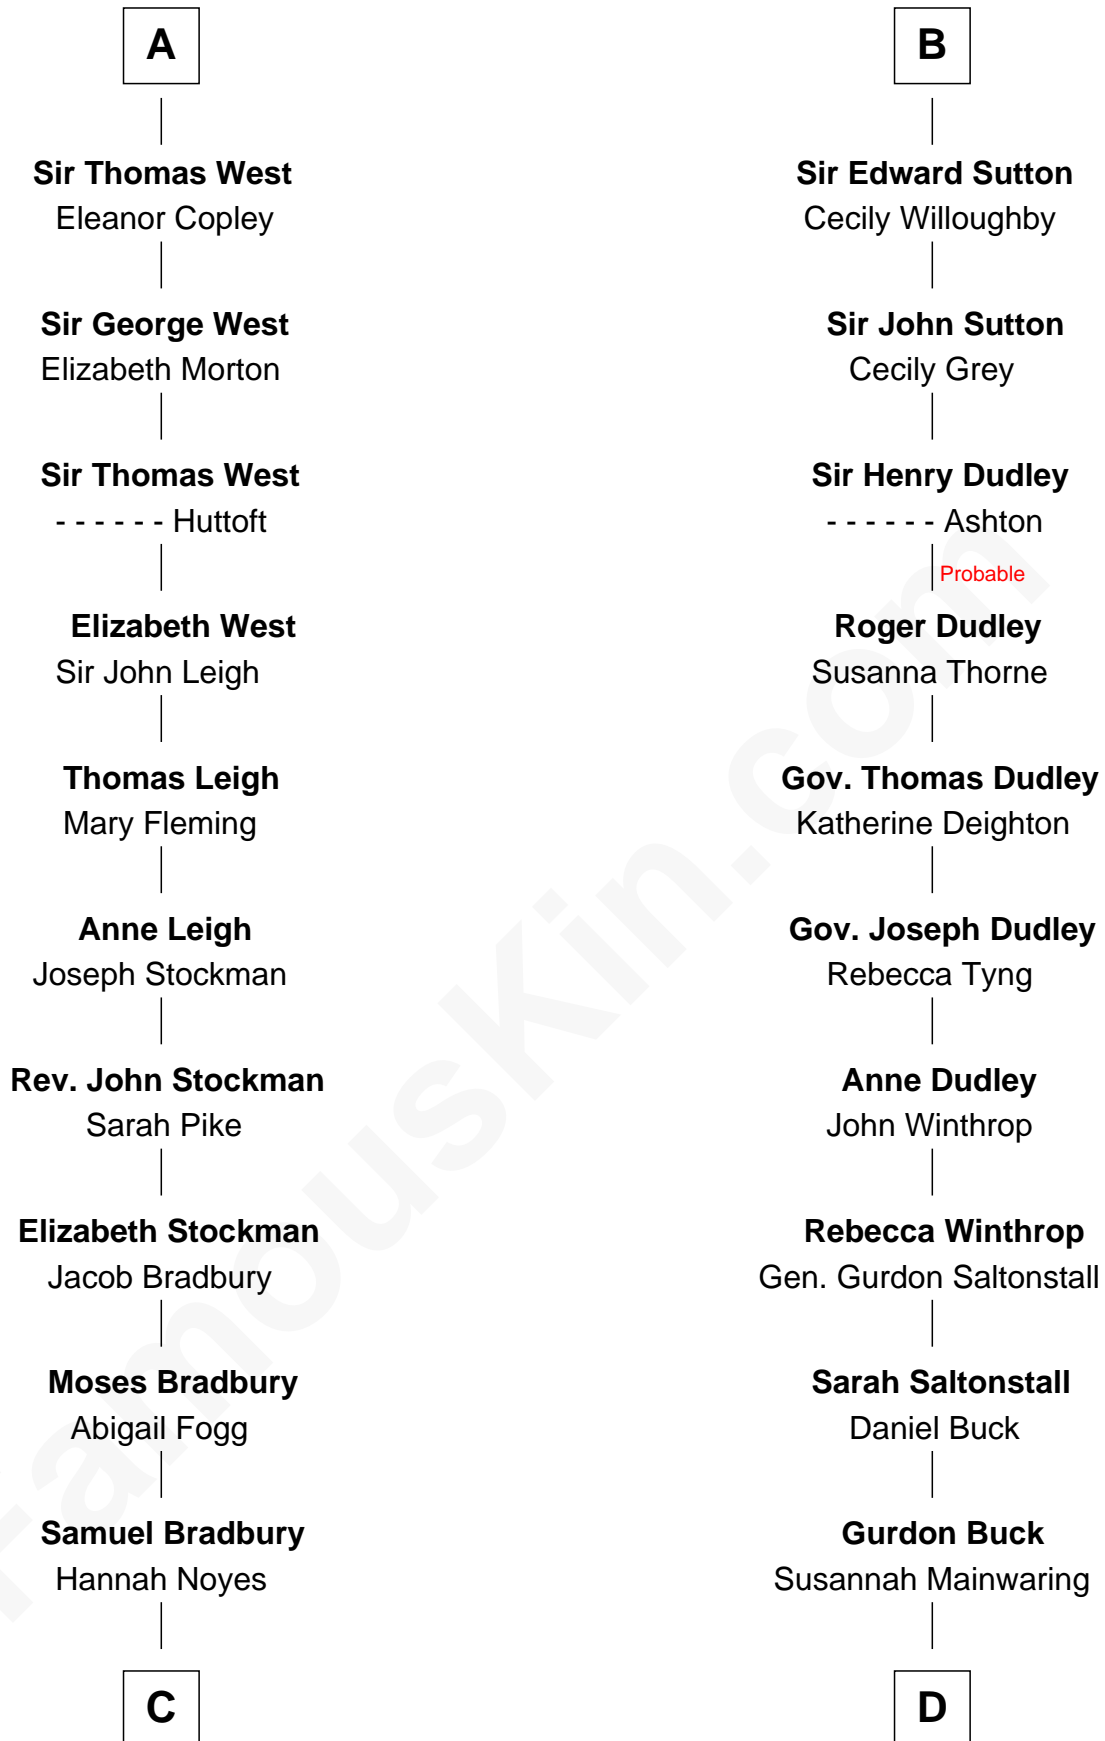 A
Sir Thomas West
Eleanor Copley
Sir George West
Elizabeth Morton
Sir Thomas West
- - - - - - Huttoft
Elizabeth West
Sir John Leigh
Thomas Leigh
Mary Fleming
Anne Leigh
Joseph Stockman
Rev. John Stockman
Sarah Pike
Elizabeth Stockman
Jacob Bradbury
Moses Bradbury
Abigail Fogg
Samuel Bradbury
Hannah Noyes
C
B
Sir Edward Sutton
Cecily Willoughby
Sir John Sutton
Cecily Grey
Sir Henry Dudley
- - - - - - Ashton
Probable
Roger Dudley
Susanna Thorne
Gov. Thomas Dudley
Katherine Deighton
Gov. Joseph Dudley
Rebecca Tyng
Anne Dudley
John Winthrop
Rebecca Winthrop
Gen. Gurdon Saltonstall
Sarah Saltonstall
Daniel Buck
Gurdon Buck
Susannah Mainwaring
D
FamousKin.com